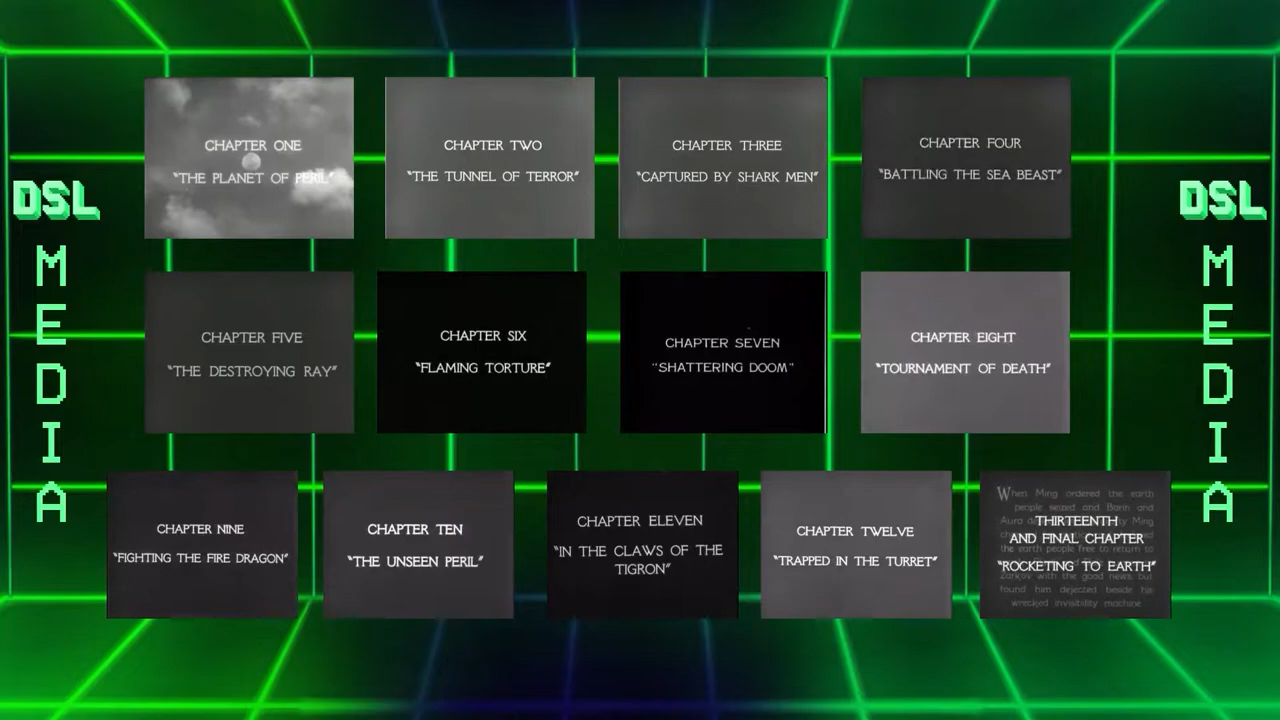 CHAPTER ONE
"THE PLANET OF PERIL"
CHAPTER TWO
"THE TUNNEL OF TERROR"
CHAPTER THREE
"CAPTURED BY SHARK MEN"
CHAPTER FOUR
"BATTLING THE SEA BEAST"
DSL
MEDIA
DSL
MEDIA
CHAPTER FIVE
"THE DESTROYING RAY"
CHAPTER SIX
"FLAMING TORTURE"
CHAPTER SEVEN
"SHATTERING DOOM"
CHAPTER EIGHT
"TOURNAMENT OF DEATH"
CHAPTER NINE
"FIGHTING THE FIRE DRAGON"
CHAPTER TEN
"THE UNSEEN PERIL"
CHAPTER ELEVEN
"IN THE CLAWS OF THE
TIGRON"
CHAPTER TWELVE
"TRAPPED IN THE TURRET"
When Ming ordered the earth
people seized and Barin and
Aura ty Ming
THIRTEENTH
AND FINAL CHAPTER
the earth people free to return to
"ROCKETING TO EARTH"
Zarkov with the good news but
found him dejected beside his
wrecked invisibility machine